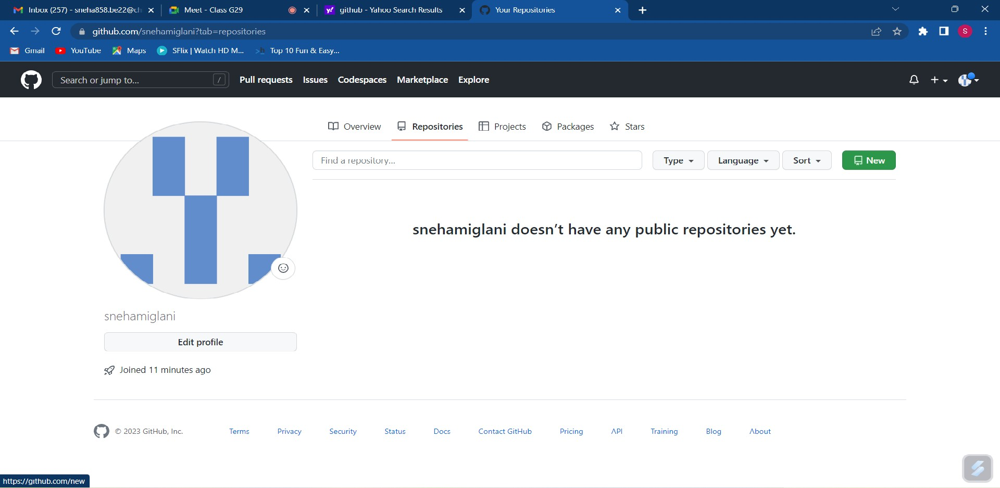 Inbox (257) - sneha858.be22@ch
Meet - Class G29
github - Yahoo Search Results
Your Repositories
github.com/snehamiglani?tab=repositories
S
Gmail
YouTube
Maps
SFlix | Watch HD M...
Top 10 Fun & Easy...
Search or jump to...
/
Pull requests
Issues
Codespaces
Marketplace
Explore
Overview
Repositories
Projects
Packages
Stars
Find a repository...
Type
Language
Sort
New
snehamiglani doesn’t have any public repositories yet.
snehamiglani
Edit profile
Joined 11 minutes ago
© 2023 GitHub, Inc.
Terms
Privacy
Security
Status
Docs
Contact GitHub
Pricing
API
Training
Blog
About
https://github.com/new